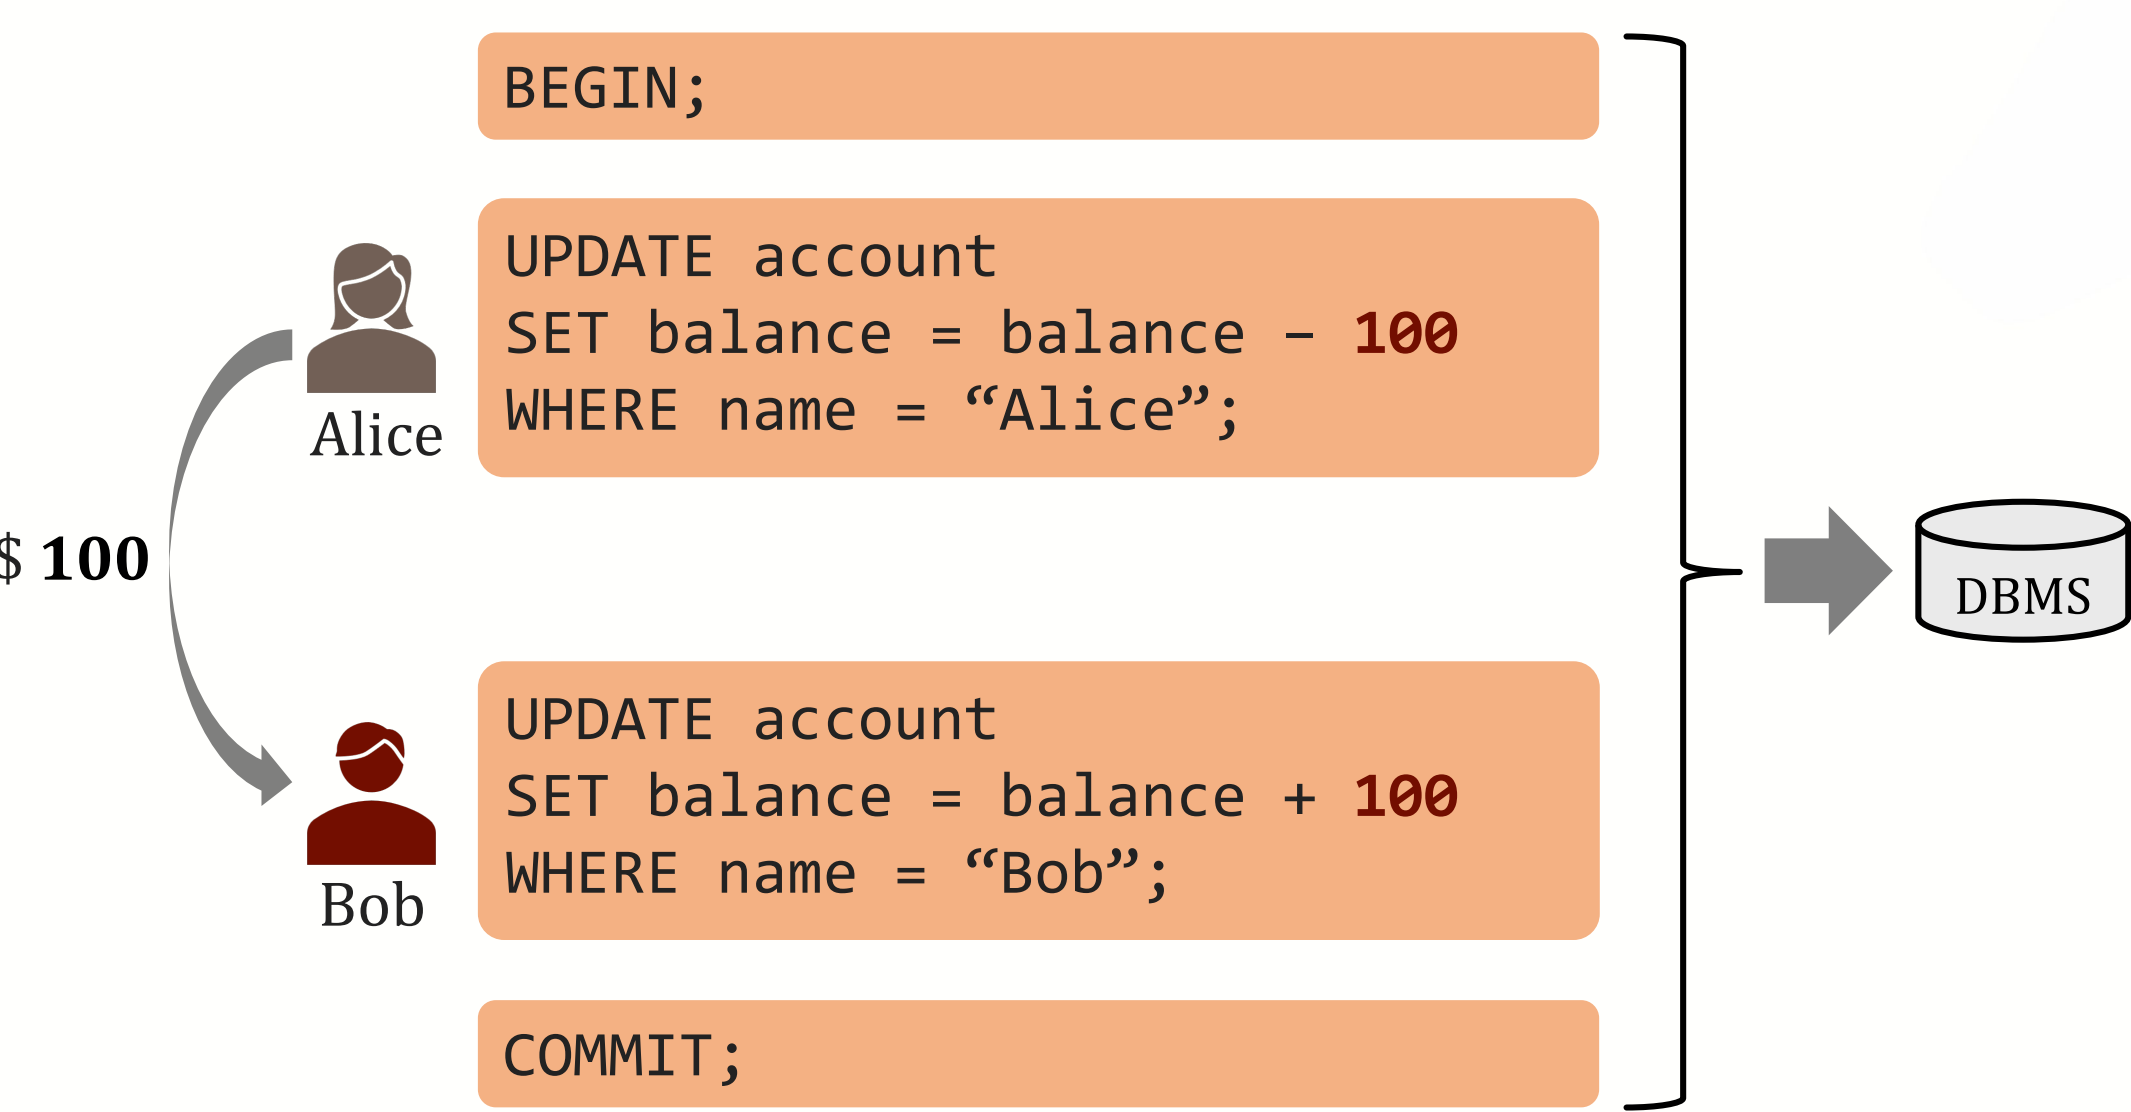 BEGIN;
UPDATE account
SET balance = balance – 100
WHERE name = “Alice”;
Alice
$ 100
DBMS
UPDATE account
SET balance = balance + 100
WHERE name = “Bob”;
Bob
COMMIT;